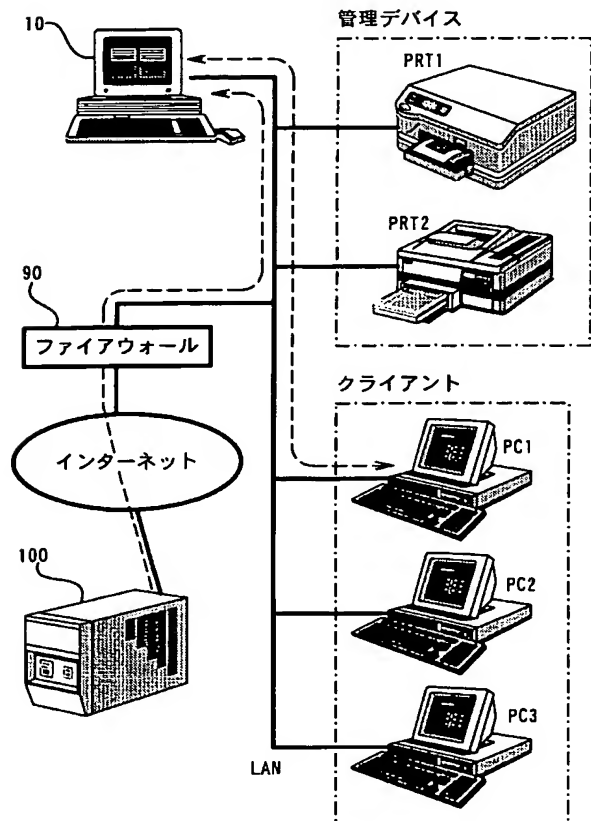 10
管理デバイス
PRT1
PRT2
90
ファイアウォール
クライアント
インターネット
PC1
100
PC2
PC3
LAN